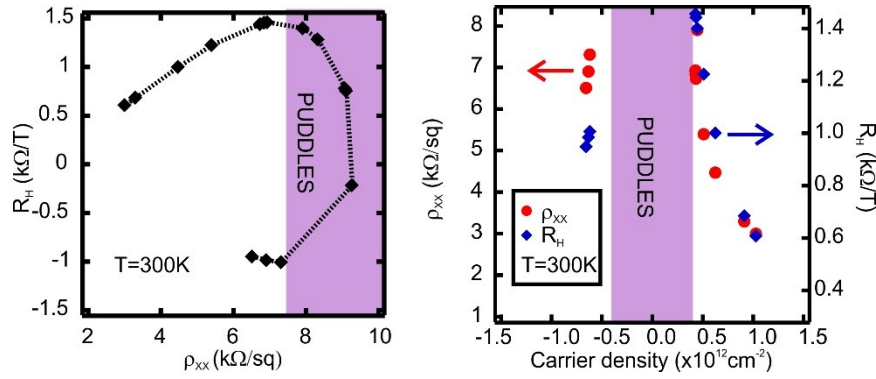 1.5
1
0.5
0
-0.5
-1
-1.5
R_H (kΩ/T)
PUDDLES
T=300K
2 4 6 8 10
ρ_XX (kΩ/sq)
8
7
6
5
4
3
2
1
ρ_XX (kΩ/sq)
PUDDLES
ρ_XX
R_H
T=300K
1.4
1.2
1.0
0.8
0.6
0.4
R_H (kΩ/T)
-1.5 -1.0 -0.5 0.0 0.5 1.0 1.5
Carrier density (x10¹²cm⁻²)